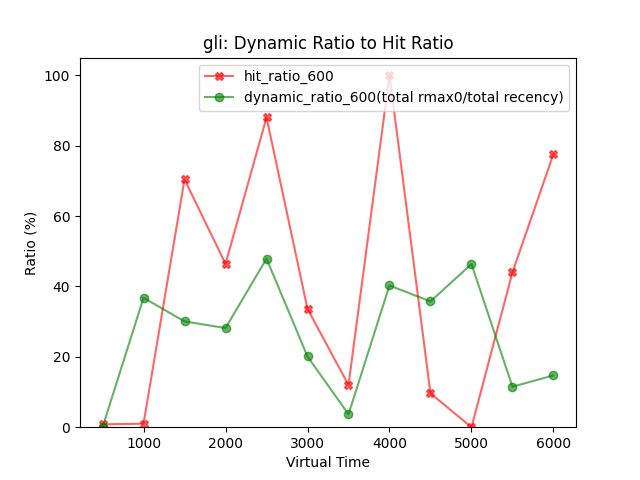 gli: Dynamic Ratio to Hit Ratio
hit_ratio_600
dynamic_ratio_600(total rmax0/total recency)
100
80
60
40
20
0
Ratio (%)
1000 2000 3000 4000 5000 6000
Virtual Time